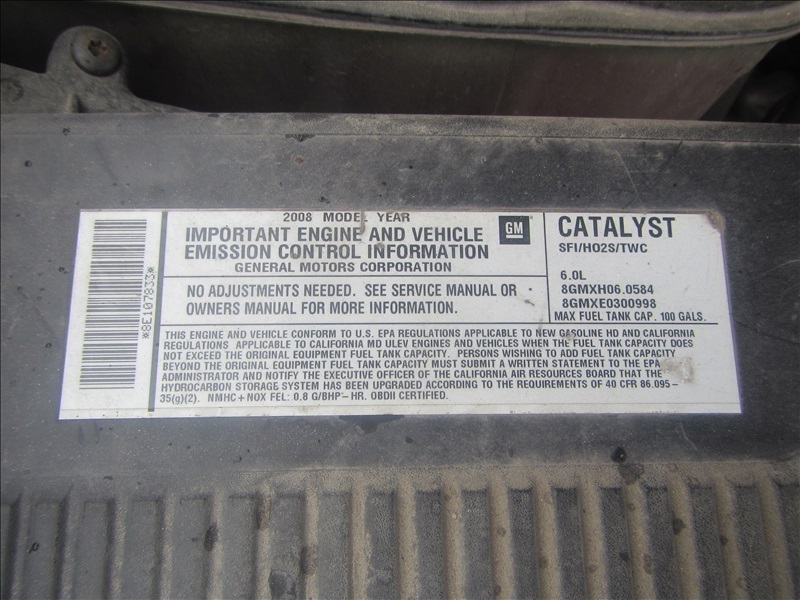 *8E107833*
2008 MODEL YEAR
IMPORTANT ENGINE AND VEHICLE
EMISSION CONTROL INFORMATION
GENERAL MOTORS CORPORATION
GM
NO ADJUSTMENTS NEEDED. SEE SERVICE MANUAL OR
OWNERS MANUAL FOR MORE INFORMATION.
CATALYST
SFI/HO2S/TWC
6.0L
8GMXH06.0584
8GMXE0300998
MAX FUEL TANK CAP. 100 GALS.
THIS ENGINE AND VEHICLE CONFORM TO U.S. EPA REGULATIONS APPLICABLE TO NEW GASOLINE HD AND CALIFORNIA
REGULATIONS APPLICABLE TO CALIFORNIA MD ULEV ENGINES AND VEHICLES WHEN THE FUEL TANK CAPACITY DOES
NOT EXCEED THE ORIGINAL EQUIPMENT FUEL TANK CAPACITY. PERSONS WISHING TO ADD FUEL TANK CAPACITY
BEYOND THE ORIGINAL EQUIPMENT FUEL TANK CAPACITY MUST SUBMIT A WRITTEN STATEMENT TO THE EPA
ADMINISTRATOR AND NOTIFY THE EXECUTIVE OFFICER OF THE CALIFORNIA AIR RESOURCES BOARD THAT THE
HYDROCARBON STORAGE SYSTEM HAS BEEN UPGRADED ACCORDING TO THE REQUIREMENTS OF 40 CFR 86.095-
35(g)(2). NMHC+NOX FEL: 0.8 G/BHP-HR. OBDII CERTIFIED.